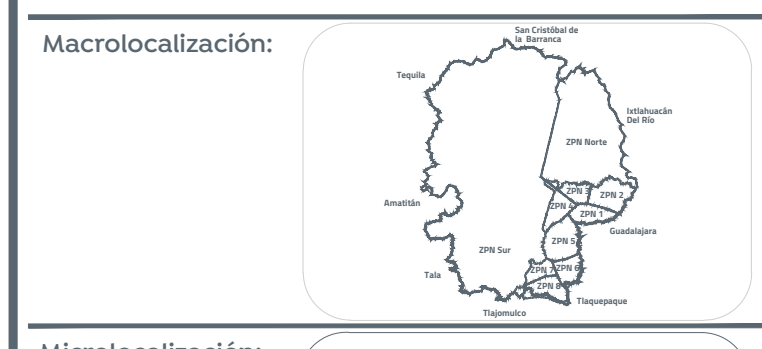 Macrolocalización:
San Cristóbal de
la Barranca
Tequila
Ixtlahuacán
Del Río
ZPN Norte
ZPN 3
ZPN 2
Amatitán
ZPN 4
ZPN 1
Guadalajara
ZPN 5
ZPN Sur
ZPN 7
ZPN 6
Tala
ZPN 8
Tlaquepaque
Tlajomulco
Microlocalización: